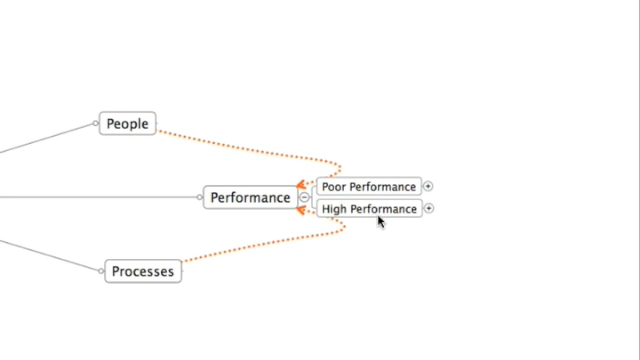 People
Poor Performance
Performance
High Performance
Processes